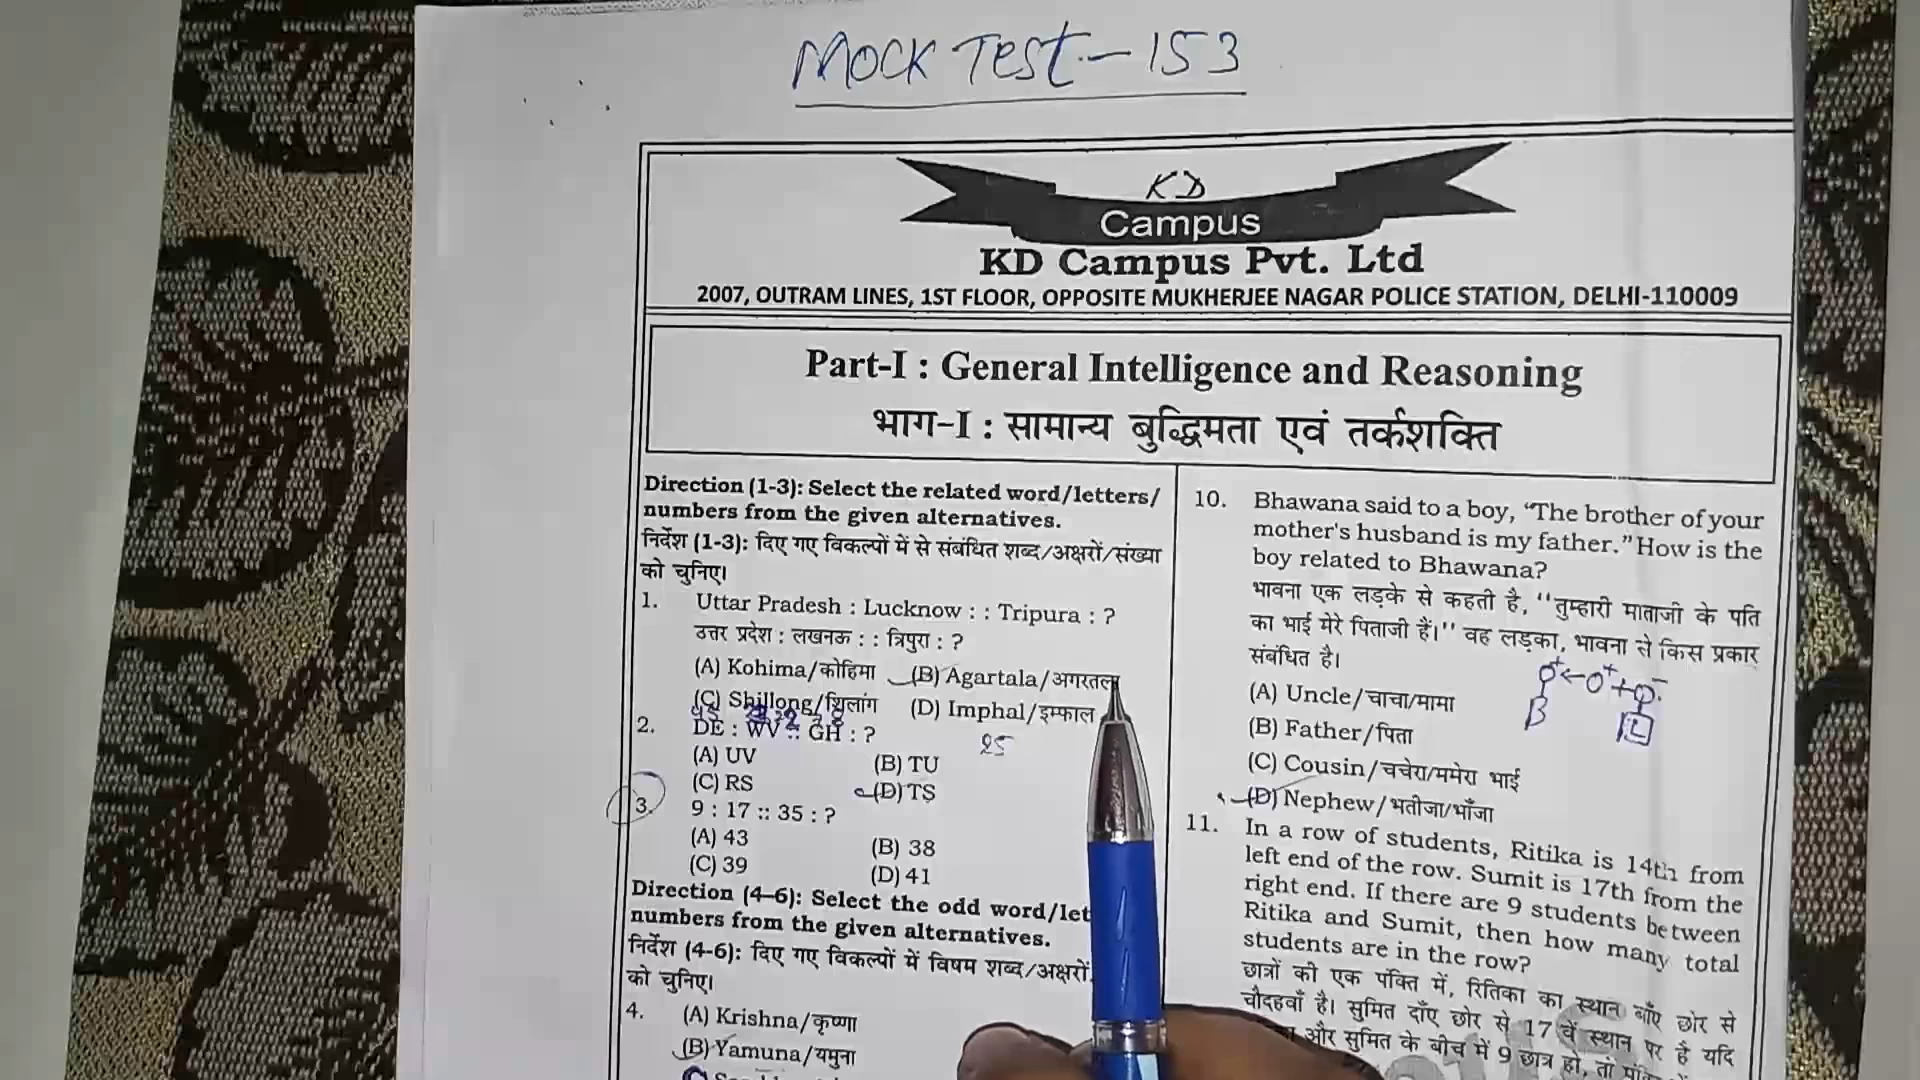 MOCK Test - 153
KD
Campus
KD Campus Pvt. Ltd
2007, OUTRAM LINES, 1ST FLOOR, OPPOSITE MUKHERJEE NAGAR POLICE STATION, DELHI-110009
Part-I : General Intelligence and Reasoning
भाग-I : सामान्य बुद्धिमता एवं तर्कशक्ति
Direction (1-3): Select the related word/letters/
numbers from the given alternatives.
निर्देश (1-3): दिए गए विकल्पों में से संबंधित शब्द/अक्षरों/संख्या
को चुनिए।
1. Uttar Pradesh : Lucknow : : Tripura : ?
उत्तर प्रदेश : लखनऊ : : त्रिपुरा : ?
(A) Kohima/कोहिमा (B) Agartala/अगरतला
(C) Shillong/शिलांग (D) Imphal/इम्फाल
2. DE : WV :: GH : ?
25
(A) UV (B) TU
(C) RS (D) TS
3. 9 : 17 :: 35 : ?
(A) 43 (B) 38
(C) 39 (D) 41
Direction (4-6): Select the odd word/let
numbers from the given alternatives.
निर्देश (4-6): दिए गए विकल्पों में विषम शब्द/अक्षरों
को चुनिए।
4. (A) Krishna/कृष्णा
(B) Yamuna/यमुना
10. Bhawana said to a boy, "The brother of your
mother's husband is my father." How is the
boy related to Bhawana?
भावना एक लड़के से कहती है, ''तुम्हारी माताजी के पति
का भाई मेरे पिताजी हैं।'' वह लड़का, भावना से किस प्रकार
संबंधित है।
(A) Uncle/चाचा/मामा
(B) Father/पिता
(C) Cousin/चचेरा/ममेरा भाई
(D) Nephew/भतीजा/भाँजा
11. In a row of students, Ritika is 14th from
left end of the row. Sumit is 17th from the
right end. If there are 9 students between
Ritika and Sumit, then how many total
students are in the row?
छात्रों की एक पंक्ति में, रितिका का स्थान बाँए छोर से
चौदहवाँ है। सुमित दाँए छोर से 17 वें स्थान पर है यदि
और सुमित के बीच में 9 छात्र हो, तो